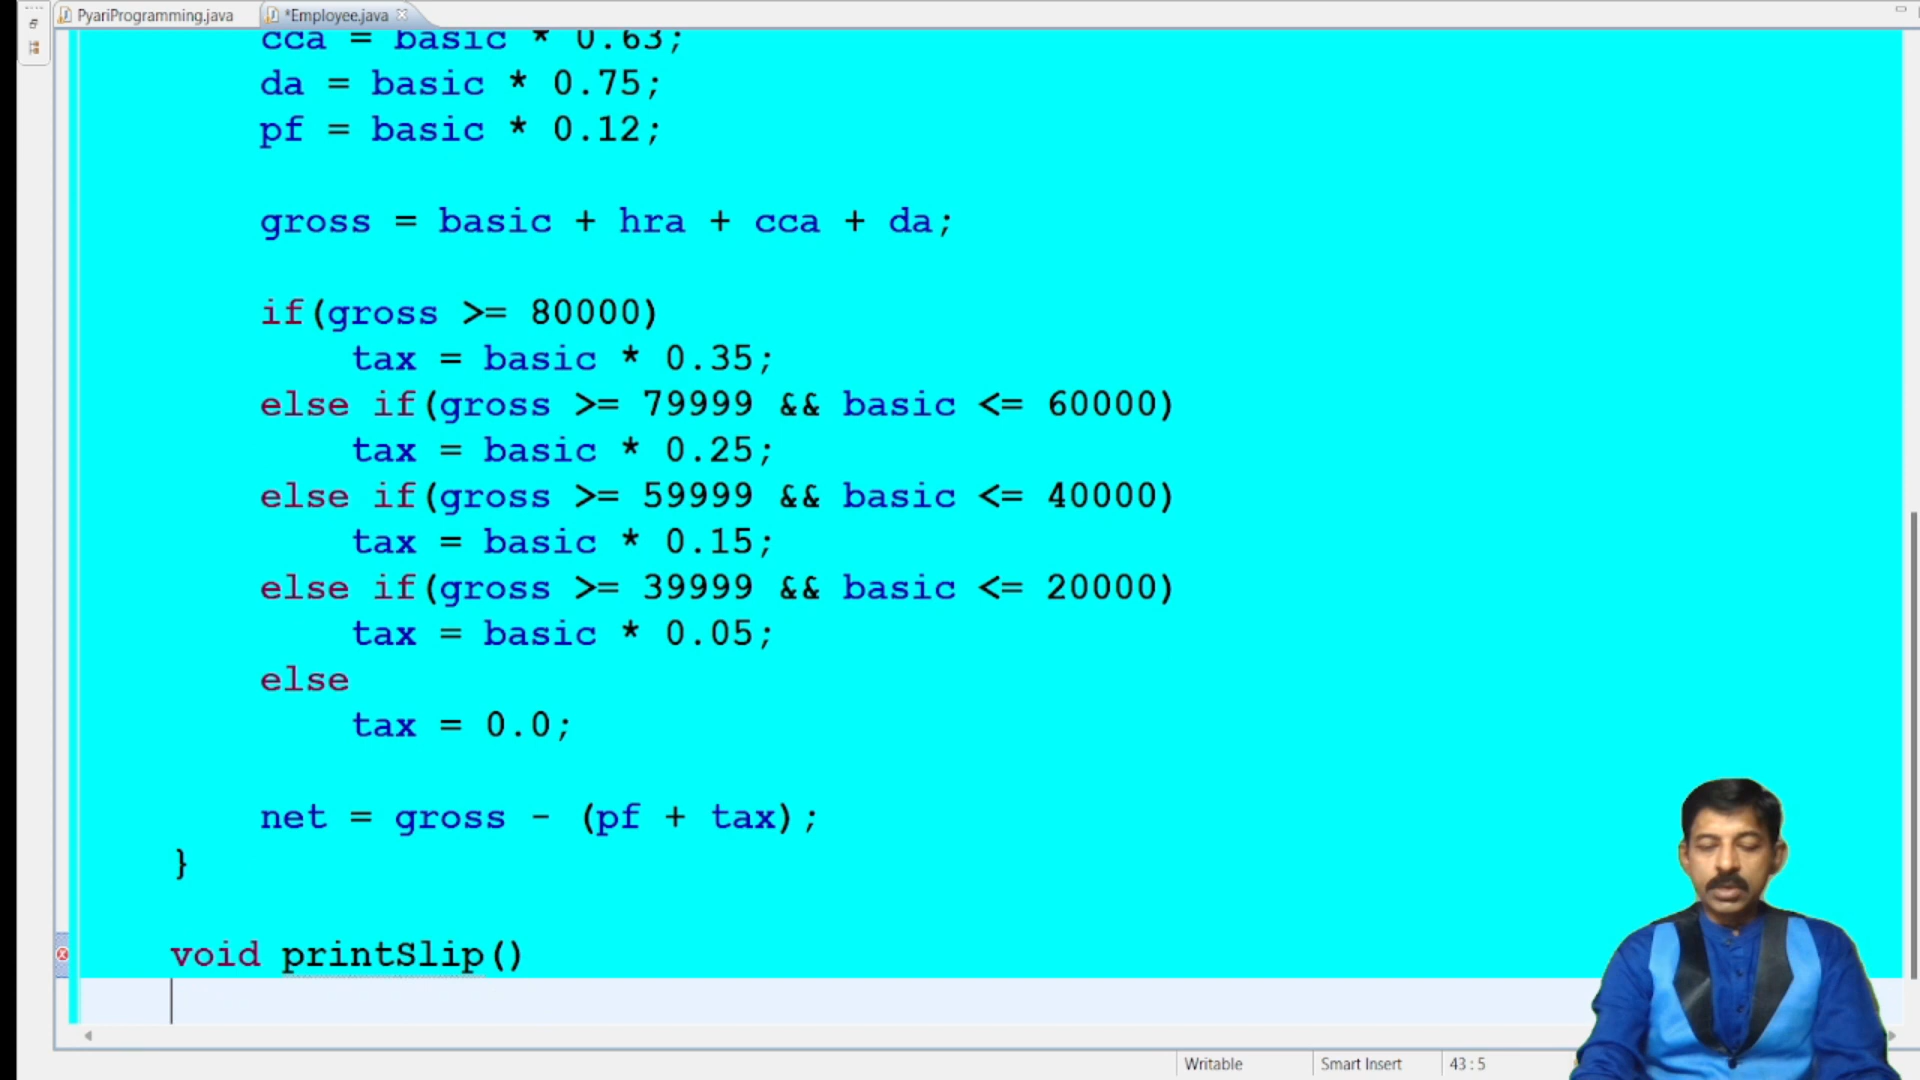 PyariProgramming.java
*Employee.java
cca = basic * 0.63;
da = basic * 0.75;
pf = basic * 0.12;
gross = basic + hra + cca + da;
if(gross >= 80000)
tax = basic * 0.35;
else if(gross >= 79999 && basic <= 60000)
tax = basic * 0.25;
else if(gross >= 59999 && basic <= 40000)
tax = basic * 0.15;
else if(gross >= 39999 && basic <= 20000)
tax = basic * 0.05;
else
tax = 0.0;
net = gross - (pf + tax);
}
void printSlip()
Writable
Smart Insert
43 : 5